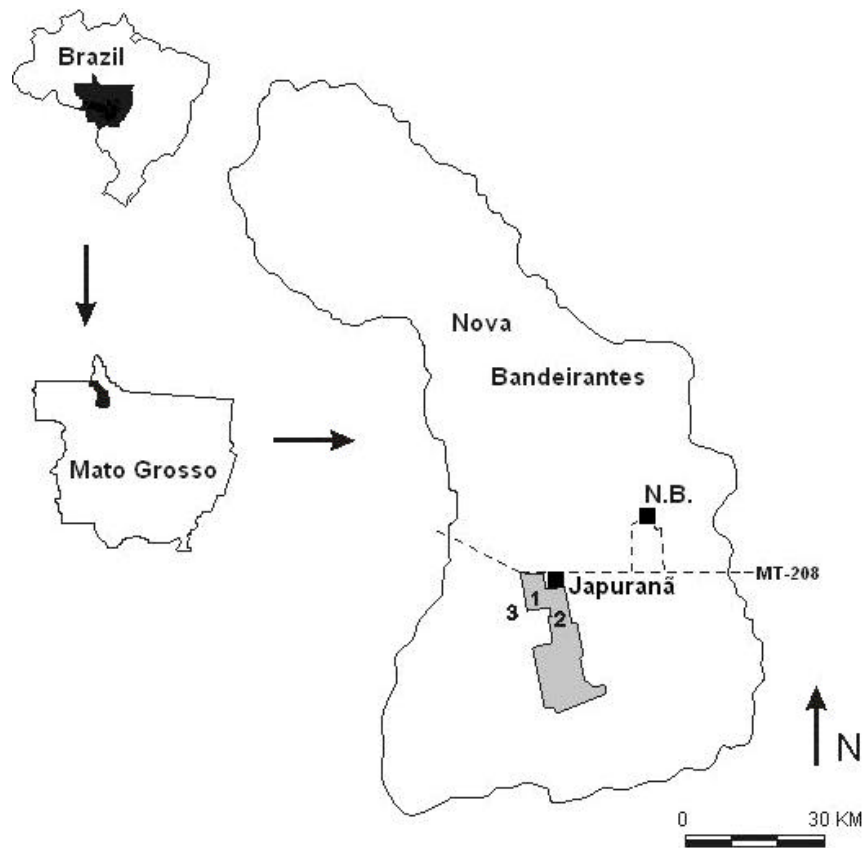 Brazil
Nova
Bandeirantes
Mato Grosso
N.B.
MT-208
Japuranã
1
3
2
N
0 30 KM